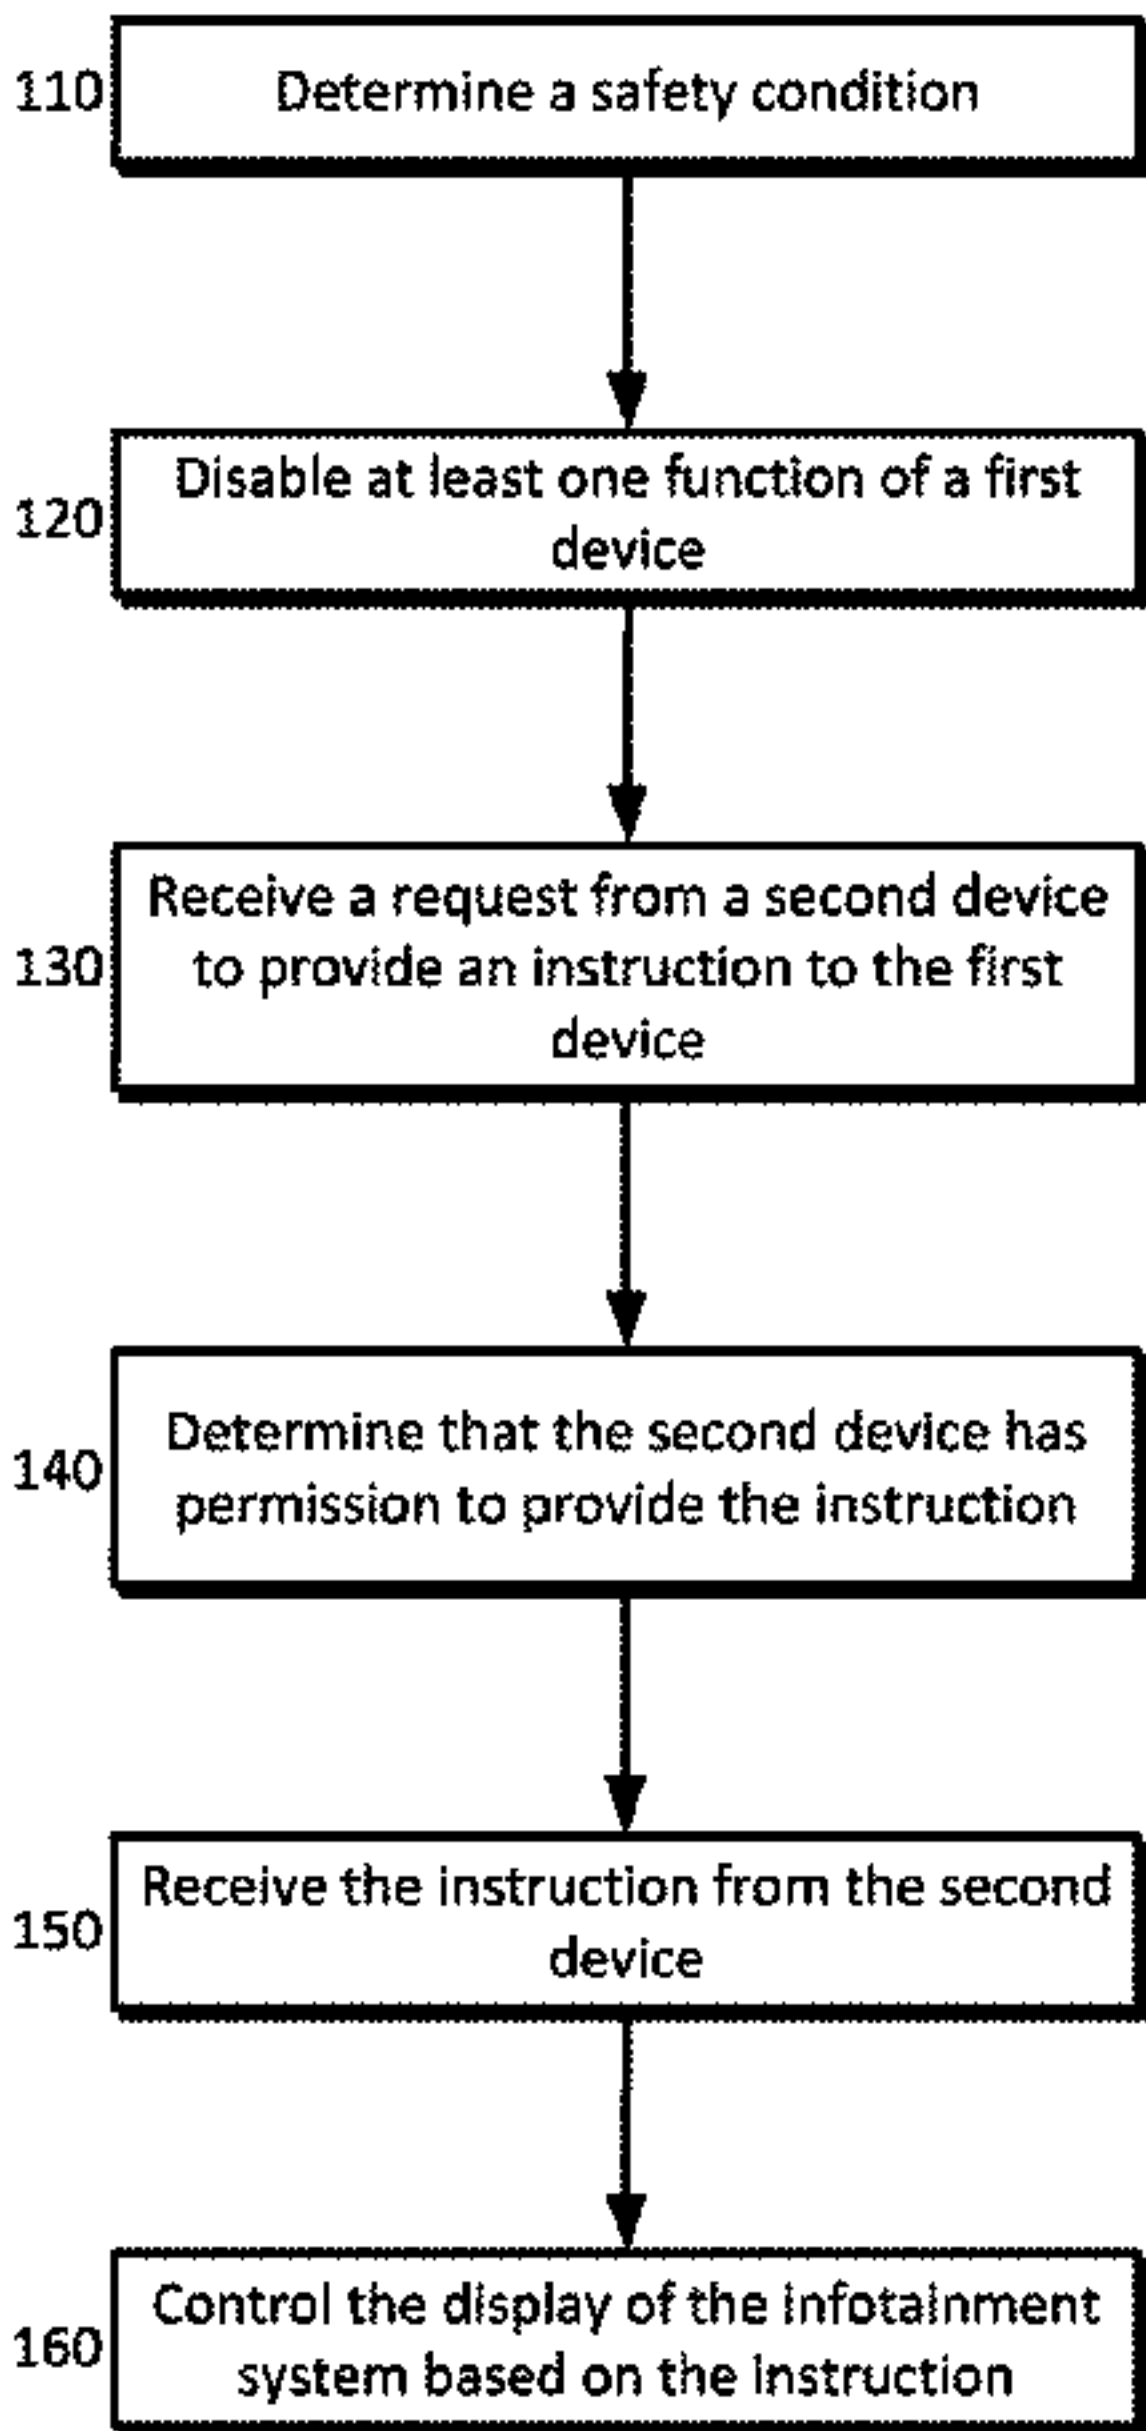 110
Determine a safety condition
120
Disable at least one function of a first
device
130
Receive a request from a second device
to provide an instruction to the first
device
140
Determine that the second device has
permission to provide the instruction
150
Receive the instruction from the second
device
160
Control the display of the infotainment
system based on the instruction